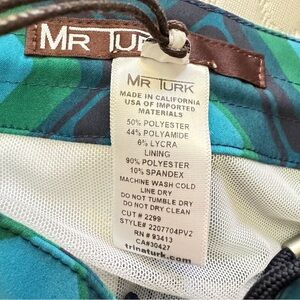 MR TURK
MR TURK
MADE IN CALIFORNIA
USA OF IMPORTED
MATERIALS
50% POLYESTER
44% POLYAMIDE
6% LYCRA
LINING
90% POLYESTER
10% SPANDEX
MACHINE WASH COLD
LINE DRY
DO NOT TUMBLE DRY
DO NOT DRY CLEAN
CUT # 2299
STYLE# 2207704PV2
RN # 93413
CA#30427
trinaturk.com